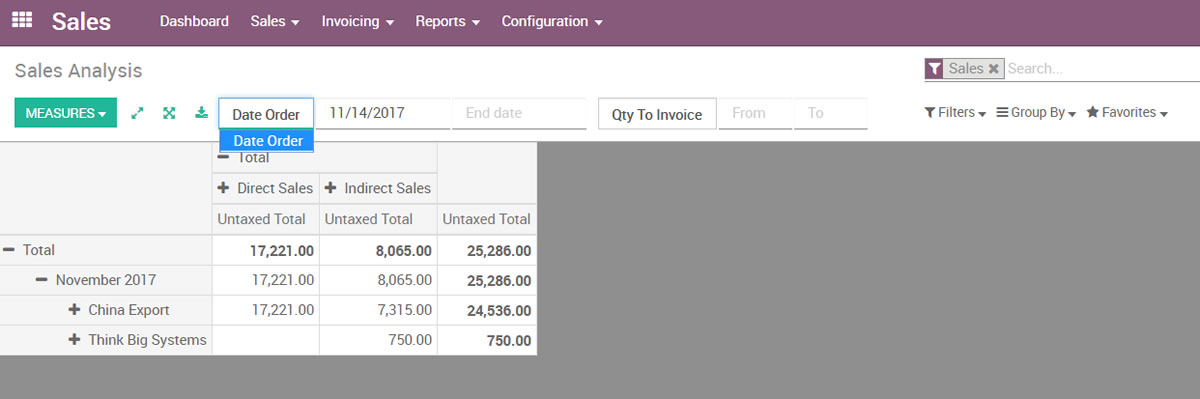 Sales Dashboard Sales Invoicing Reports Configuration
Sales Analysis
Sales Search...
MEASURES Date Order 11/14/2017 End date Qty To Invoice From To Filters Group By Favorites
Date Order
Total
Direct Sales Indirect Sales
Untaxed Total Untaxed Total Untaxed Total
Total 17,221.00 8,065.00 25,286.00
November 2017 17,221.00 8,065.00 25,286.00
China Export 17,221.00 7,315.00 24,536.00
Think Big Systems 750.00 750.00